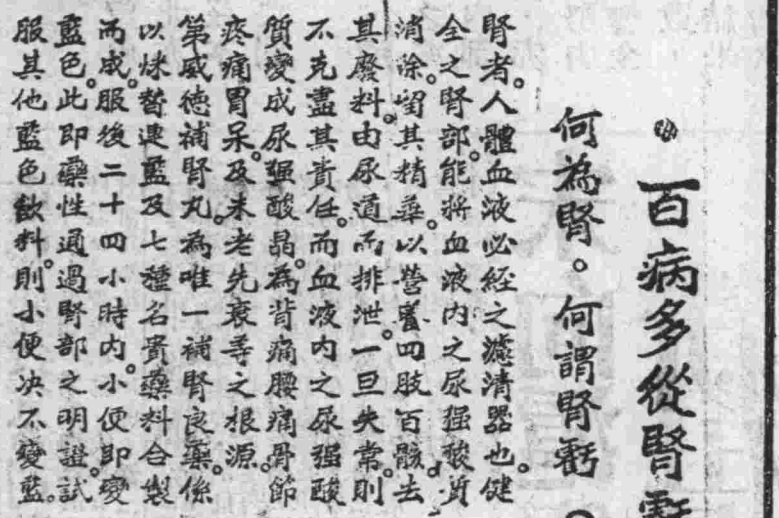 百病多從腎虧
何為腎。何謂腎虧。
腎者。人體血液必經之濾清器也。健
全之腎部。能將血液內之尿强酸質
消除。留其精華。以營養四肢百骸。去
其廢料。由尿道而排泄。一旦失常。則
不克盡其責任。而血液內之尿强酸
質變成尿强酸晶。為背痛腰痛骨節
疼痛胃呆。及未老先衰等之根源。
第威德補腎丸。為唯一補腎良藥。係
以烌哲連藍及七種名貴藥料合製
而成。服後二十四小時內。小便即變
藍色。此即藥性通過腎部之明證。試
服其他藍色飲料。則小便决不變藍。